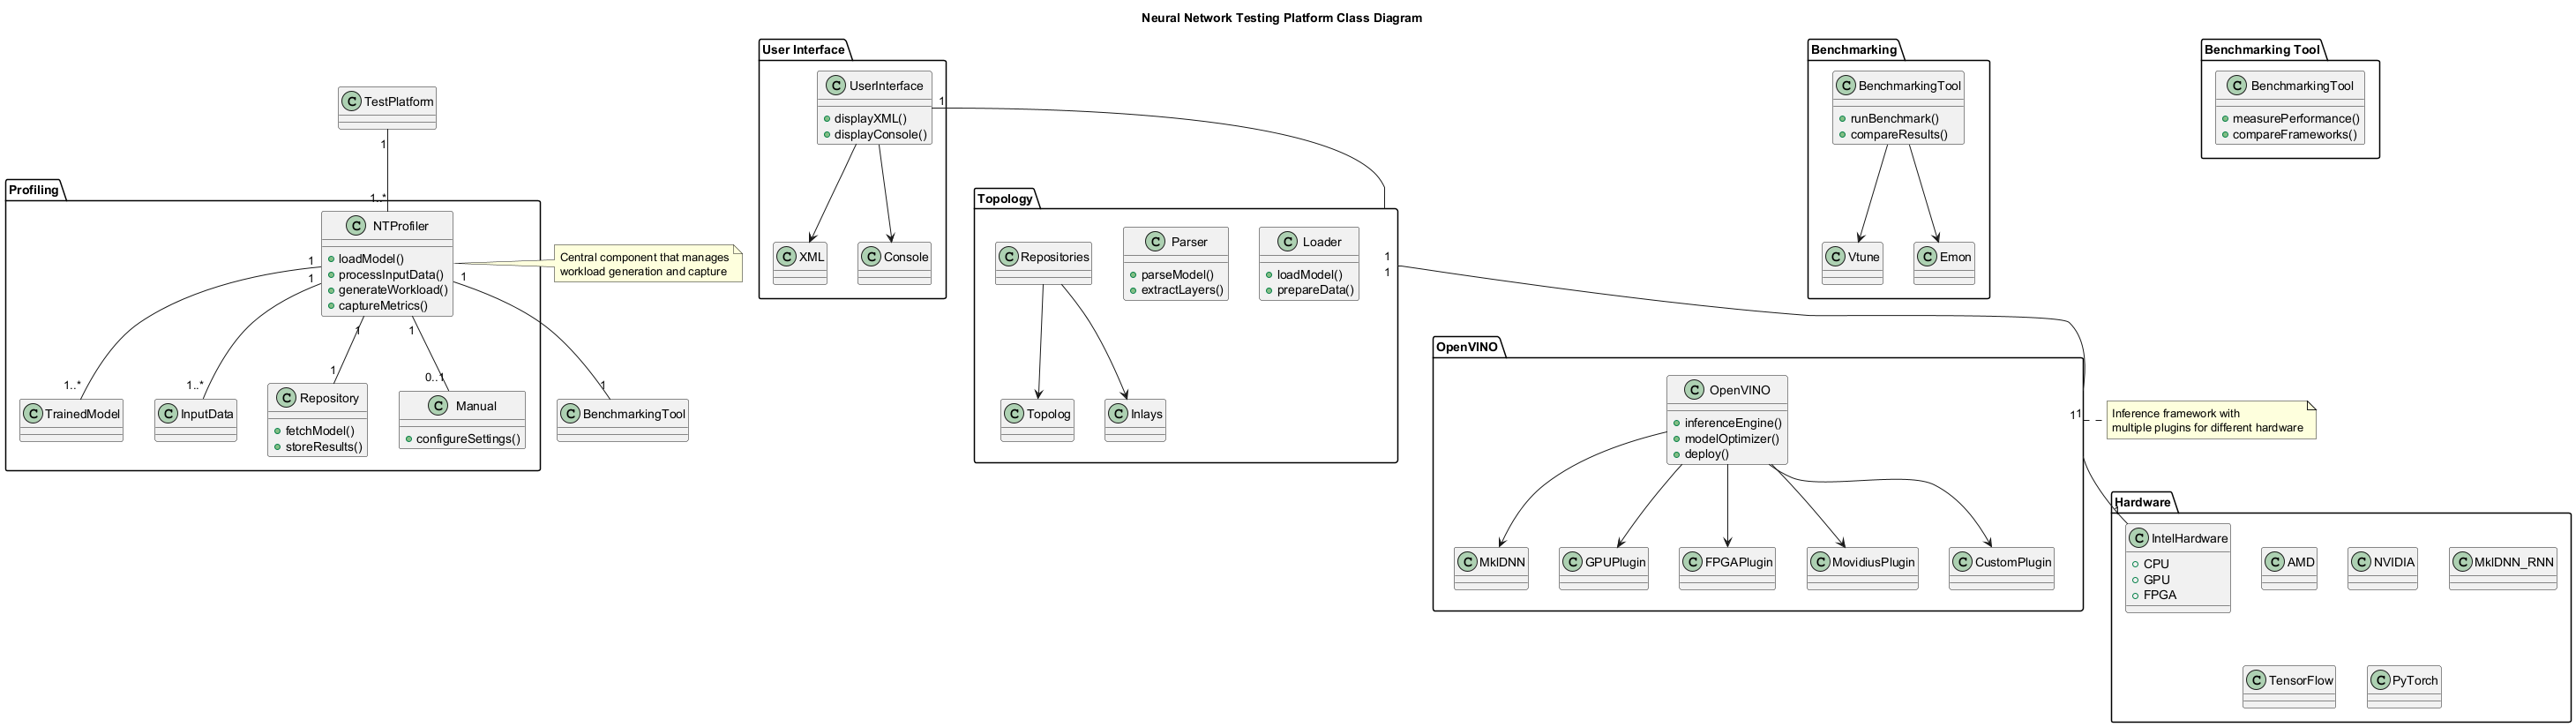 Neural Network Testing Platform Class Diagram
TestPlatform
1
1..*
Profiling
NTProfiler
loadModel()
processInputData()
generateWorkload()
captureMetrics()
Central component that manages
workload generation and capture
1
1
1
1
1
1..*
1..*
1
0..1
1
TrainedModel
InputData
Repository
fetchModel()
storeResults()
Manual
configureSettings()
BenchmarkingTool
User Interface
UserInterface
displayXML()
displayConsole()
1
XML
Console
Topology
Repositories
Parser
parseModel()
extractLayers()
Loader
loadModel()
prepareData()
1
1
Topolog
Inlays
Benchmarking
BenchmarkingTool
runBenchmark()
compareResults()
Vtune
Emon
Benchmarking Tool
BenchmarkingTool
measurePerformance()
compareFrameworks()
OpenVINO
OpenVINO
inferenceEngine()
modelOptimizer()
deploy()
1
1
Inference framework with
multiple plugins for different hardware
MklDNN
GPUPlugin
FPGAPlugin
MovidiusPlugin
CustomPlugin
Hardware
1
IntelHardware
CPU
GPU
FPGA
AMD
NVIDIA
MklDNN_RNN
TensorFlow
PyTorch